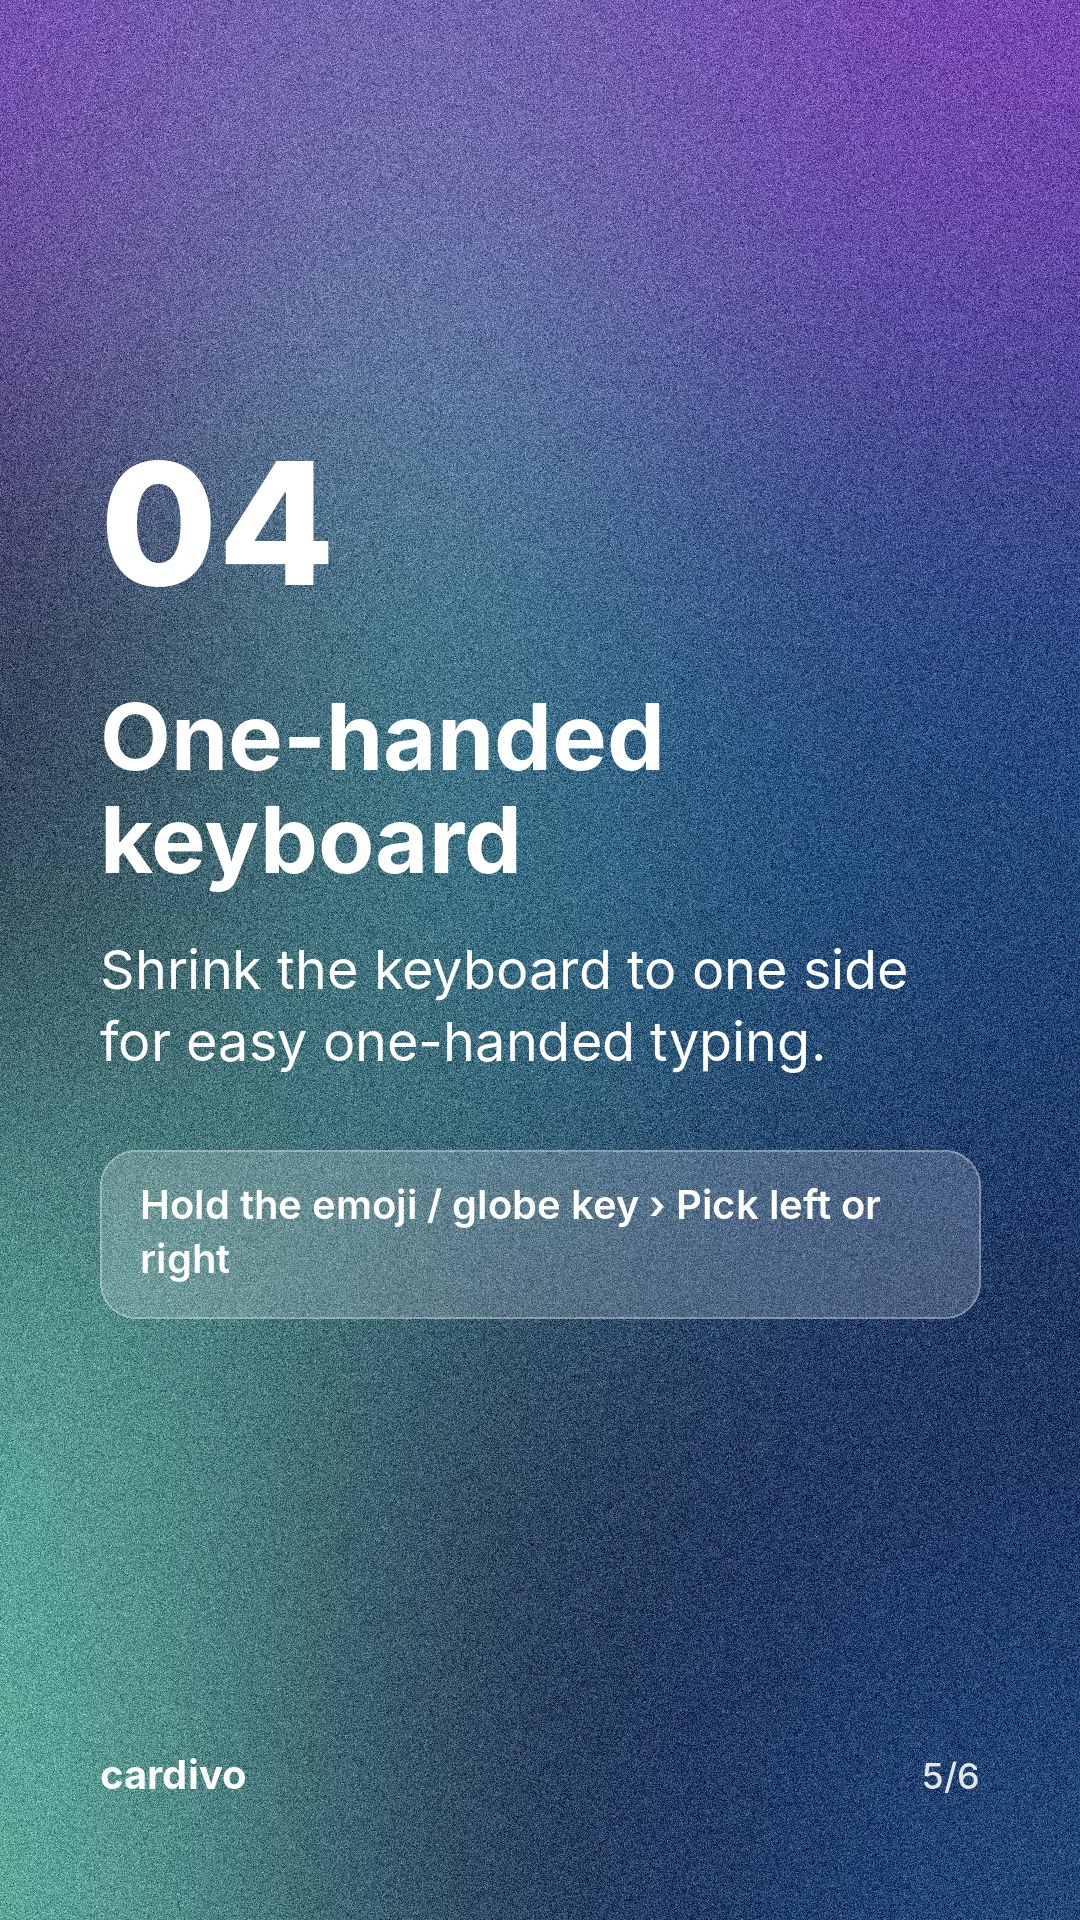 04
One-handed
keyboard
Shrink the keyboard to one side
for easy one-handed typing.
Hold the emoji / globe key › Pick left or
right
cardivo
5/6